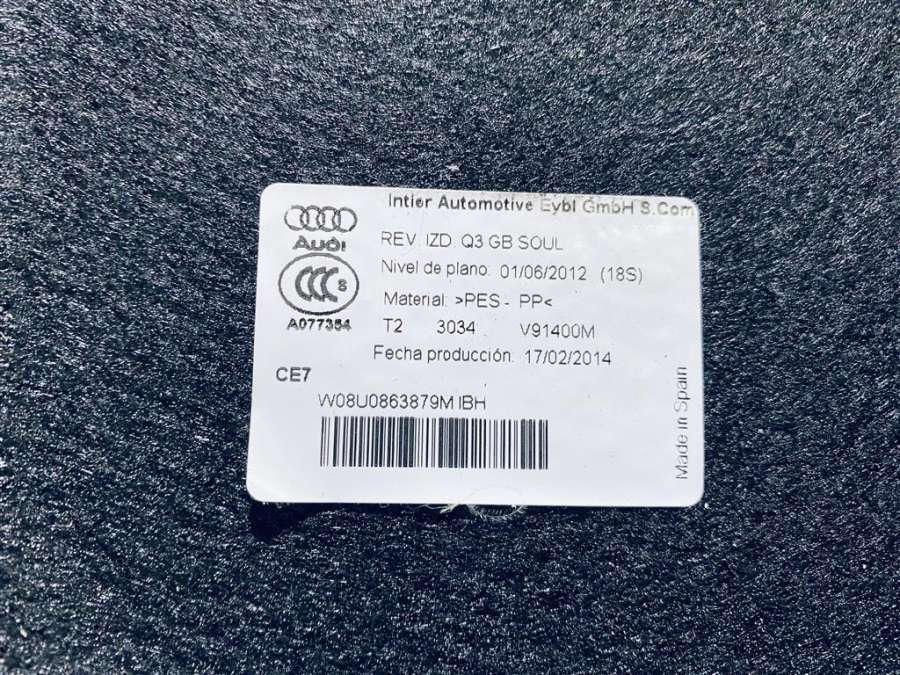 Intier Automotive Eybl GmbH S.Com
Audi
REV. IZD. Q3 GB SOUL
Nivel de plano: 01/06/2012 (18S)
CCC S
Material: >PES - PP<
A077354
T2 3034 V91400M
Fecha producción: 17/02/2014
CE7
W08U0863879M IBH
Made in Spain